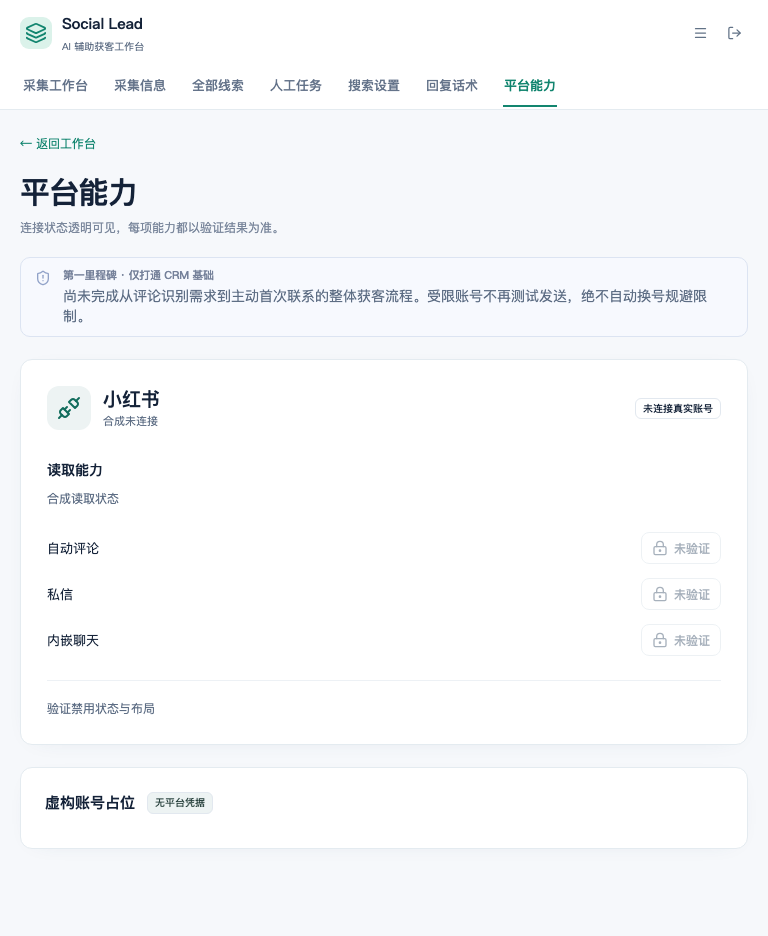 Social Lead
AI 辅助获客工作台
采集工作台 采集信息 全部线索 人工任务 搜索设置 回复话术 平台能力
← 返回工作台
平台能力
连接状态透明可见，每项能力都以验证结果为准。
第一里程碑 · 仅打通 CRM 基础
尚未完成从评论识别需求到主动首次联系的整体获客流程。受限账号不再测试发送，绝不自动换号规避限
制。
小红书
合成未连接
未连接真实账号
读取能力
合成读取状态
自动评论 未验证
私信 未验证
内嵌聊天 未验证
验证禁用状态与布局
虚构账号占位 无平台凭据